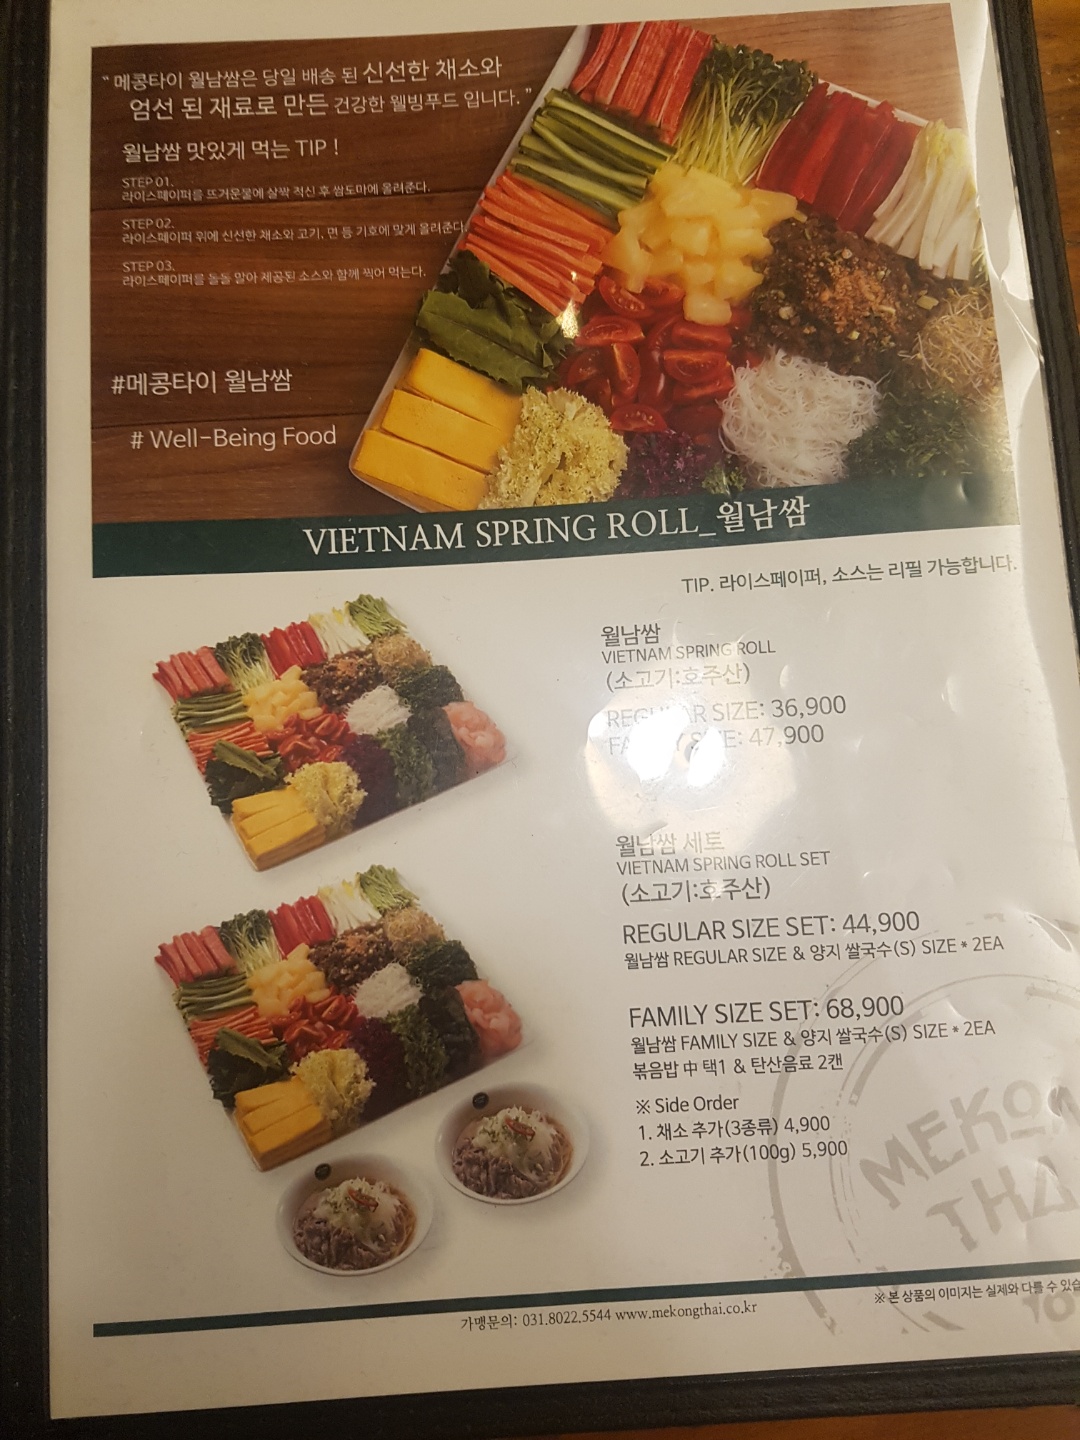 “ 메콩타이 월남쌈은 당일 배송 된 신선한 채소와
엄선 된 재료로 만든 건강한 웰빙푸드 입니다. ”
월남쌈 맛있게 먹는 TIP !
STEP 01.
라이스페이퍼를 뜨거운물에 살짝 적신 후 쌈도마에 올려준다.
STEP 02.
라이스페이퍼 위에 신선한 채소와 고기, 면 등 기호에 맞게 올려준다.
STEP 03.
라이스페이퍼를 돌돌 말아 제공된 소스와 함께 찍어 먹는다.
#메콩타이 월남쌈
# Well-Being Food
VIETNAM SPRING ROLL_월남쌈
TIP. 라이스페이퍼, 소스는 리필 가능합니다.
월남쌈
VIETNAM SPRING ROLL
(소고기:호주산)
REGULAR SIZE: 36,900
FAMILY SIZE: 47,900
월남쌈 세트
VIETNAM SPRING ROLL SET
(소고기:호주산)
REGULAR SIZE SET: 44,900
월남쌈 REGULAR SIZE & 양지 쌀국수(S) SIZE * 2EA
FAMILY SIZE SET: 68,900
월남쌈 FAMILY SIZE & 양지 쌀국수(S) SIZE * 2EA
볶음밥 中 택1 & 탄산음료 2캔
※ Side Order
1. 채소 추가(3종류) 4,900
2. 소고기 추가(100g) 5,900
MEKON
THA
※ 본 상품의 이미지는 실제와 다를 수 있습
가맹문의: 031.8022.5544 www.mekongthai.co.kr